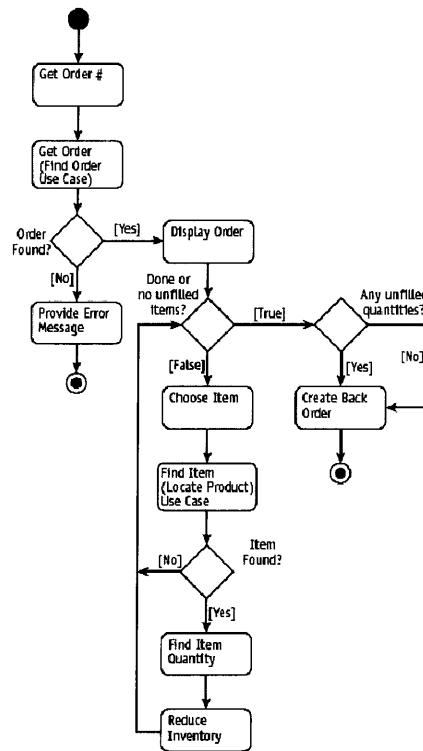 Get Order #
Get Order
(Find Order
Use Case)
Order
Found?
[Yes]
Display Order
[No]
Provide Error
Message
Done or
no unfilled
items?
[True]
Any unfilled
quantities?
[No]
[Yes]
Create Back
Order
[False]
Choose Item
Find Item
(Locate Product)
Use Case
Item
Found?
[No]
[Yes]
Find Item
Quantity
Reduce
Inventory